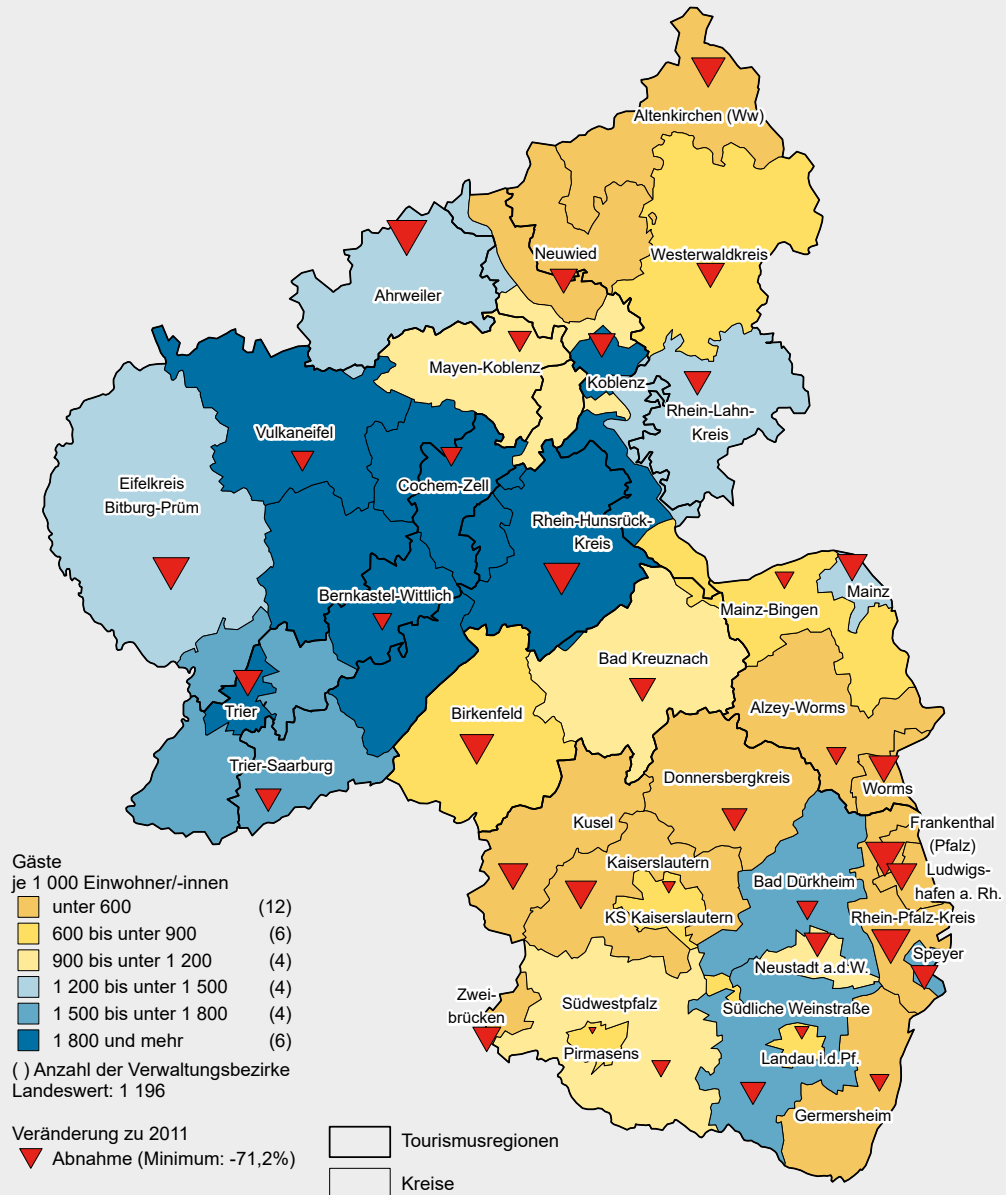 Altenkirchen (Ww)
Neuwied
Westerwaldkreis
Ahrweiler
Mayen-Koblenz
Koblenz
Rhein-Lahn-
Kreis
Vulkaneifel
Cochem-Zell
Eifelkreis
Bitburg-Prüm
Rhein-Hunsrück-
Kreis
Bernkastel-Wittlich
Mainz-Bingen
Mainz
Bad Kreuznach
Trier
Birkenfeld
Alzey-Worms
Trier-Saarburg
Donnersbergkreis
Worms
Kusel
Frankenthal
(Pfalz)
Kaiserslautern
Ludwigs-
hafen a. Rh.
Bad Dürkheim
KS Kaiserslautern
Rhein-Pfalz-Kreis
Speyer
Neustadt a.d.W.
Zwei-
brücken
Südwestpfalz
Südliche Weinstraße
Pirmasens
Landau i.d.Pf.
Germersheim
Gäste
je 1 000 Einwohner/-innen
unter 600 (12)
600 bis unter 900 (6)
900 bis unter 1 200 (4)
1 200 bis unter 1 500 (4)
1 500 bis unter 1 800 (4)
1 800 und mehr (6)
( ) Anzahl der Verwaltungsbezirke
Landeswert: 1 196
Veränderung zu 2011
Abnahme (Minimum: -71,2%)
Tourismusregionen
Kreise